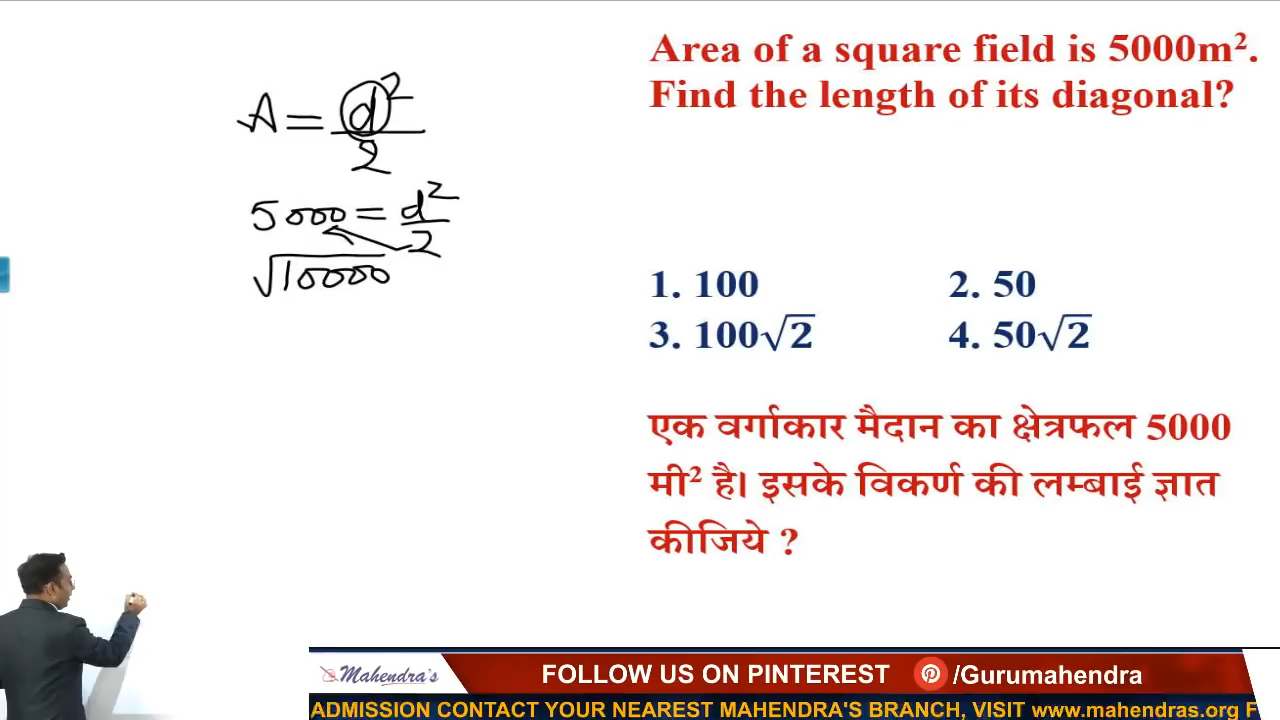 Area of a square field is 5000m².
Find the length of its diagonal?
A = d²/2
5000 = d²/2
√10000
1. 100 2. 50
3. 100√2 4. 50√2
एक वर्गाकार मैदान का क्षेत्रफल 5000
मी² है। इसके विकर्ण की लम्बाई ज्ञात
कीजिये ?
Mahendra's FOLLOW US ON PINTEREST /Gurumahendra
ADMISSION CONTACT YOUR NEAREST MAHENDRA'S BRANCH, VISIT www.mahendras.org F